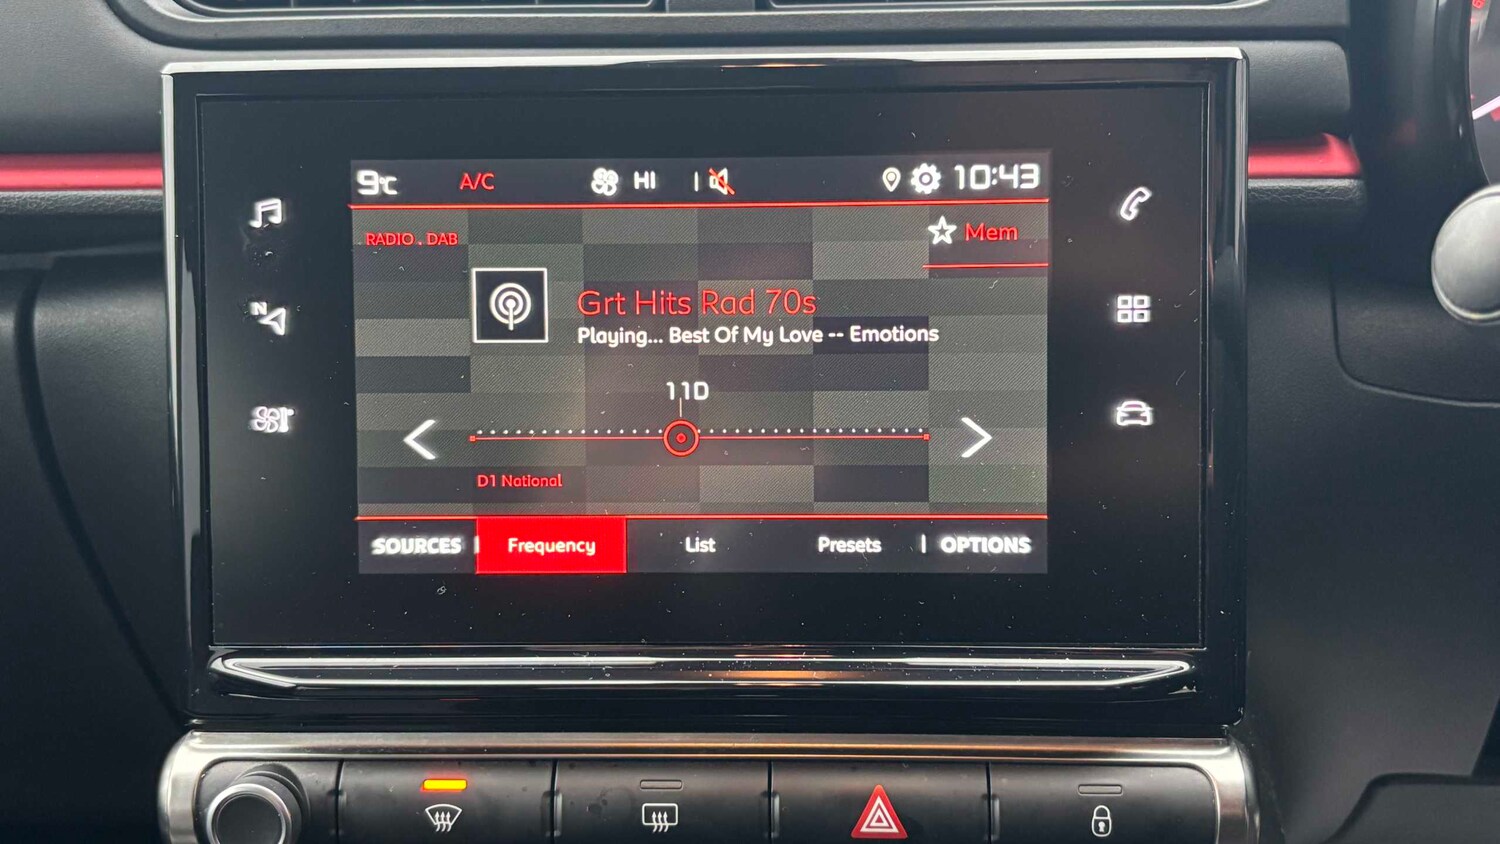 9°C A/C HI 10:43
RADIO . DAB
Mem
Grt Hits Rad 70s
Playing... Best Of My Love -- Emotions
11D
N
D1 National
SOURCES Frequency List Presets OPTIONS